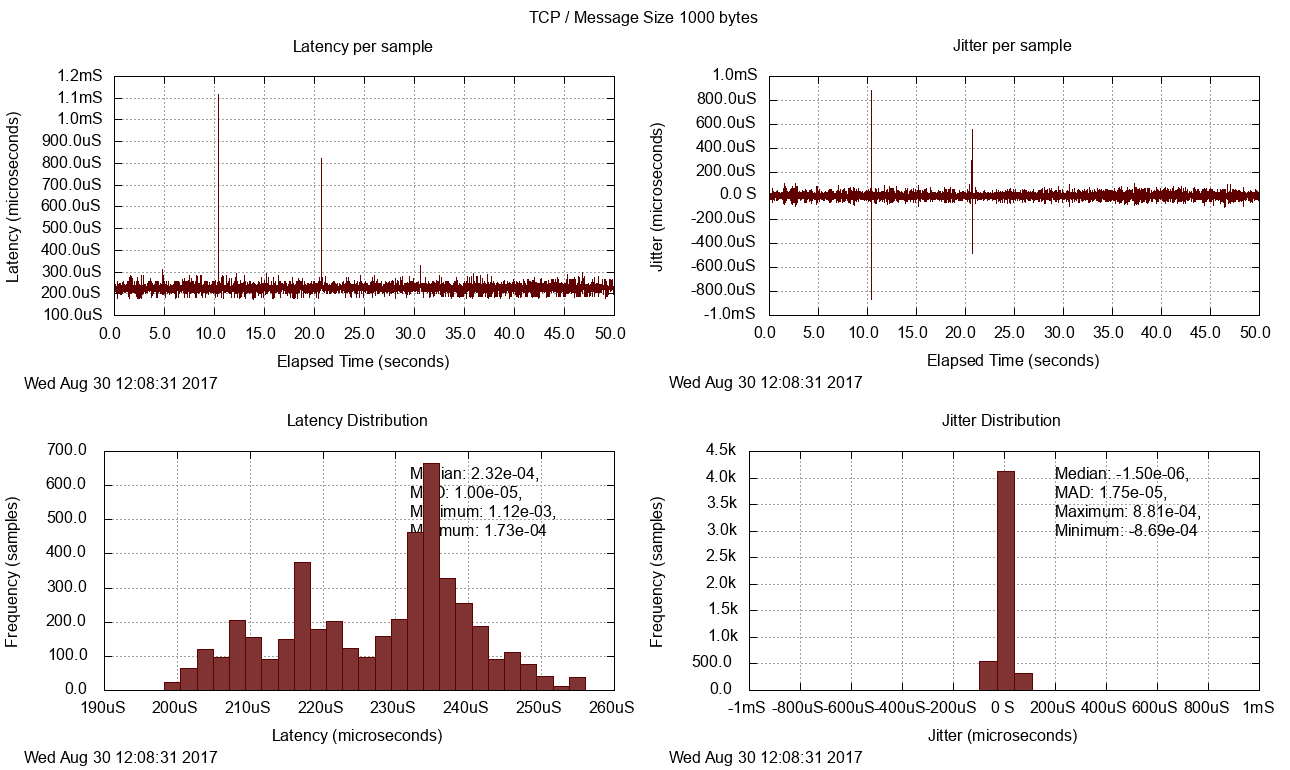 TCP / Message Size 1000 bytes
Latency per sample
Latency (microseconds)
1.2mS
1.1mS
1.0mS
900.0uS
800.0uS
700.0uS
600.0uS
500.0uS
400.0uS
300.0uS
200.0uS
100.0uS
0.0 5.0 10.0 15.0 20.0 25.0 30.0 35.0 40.0 45.0 50.0
Elapsed Time (seconds)
Wed Aug 30 12:08:31 2017
Jitter per sample
Jitter (microseconds)
1.0mS
800.0uS
600.0uS
400.0uS
200.0uS
0.0 S
-200.0uS
-400.0uS
-600.0uS
-800.0uS
-1.0mS
0.0 5.0 10.0 15.0 20.0 25.0 30.0 35.0 40.0 45.0 50.0
Elapsed Time (seconds)
Wed Aug 30 12:08:31 2017
Latency Distribution
Frequency (samples)
700.0
600.0
500.0
400.0
300.0
200.0
100.0
0.0
2.32e-04,
1.00e-05,
1.12e-03,
1.73e-04
190uS 200uS 210uS 220uS 230uS 240uS 250uS 260uS
Latency (microseconds)
Wed Aug 30 12:08:31 2017
Jitter Distribution
Frequency (samples)
4.5k
4.0k
3.5k
3.0k
2.5k
2.0k
1.5k
1.0k
500.0
0.0
Median: -1.50e-06,
MAD: 1.75e-05,
Maximum: 8.81e-04,
Minimum: -8.69e-04
-1mS -800uS -600uS -400uS -200uS 0 S 200uS 400uS 600uS 800uS 1mS
Jitter (microseconds)
Wed Aug 30 12:08:31 2017